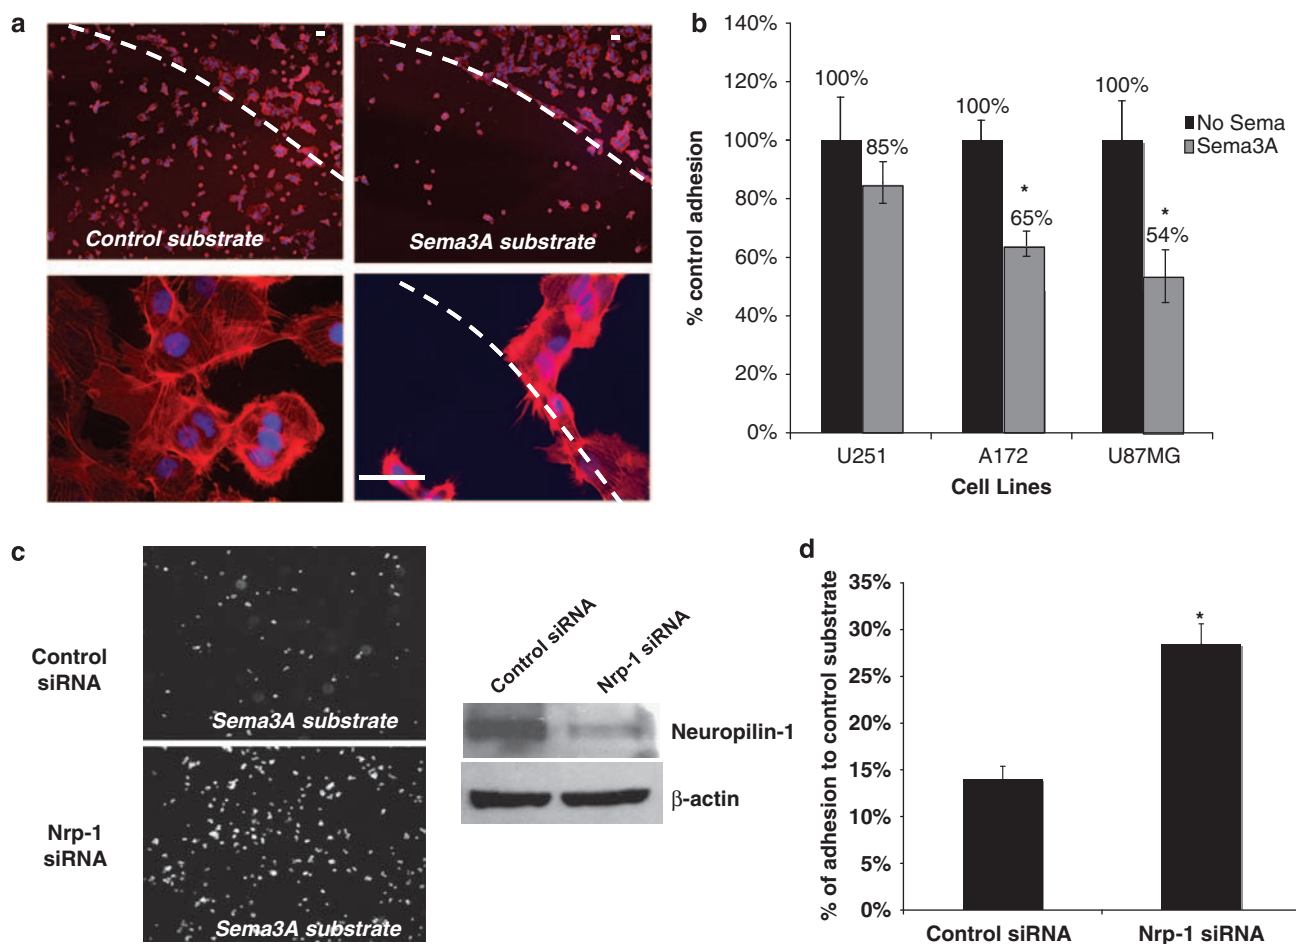 a
Control substrate
Sema3A substrate
b
140%
120%
100%
80%
60%
40%
20%
0%
% control adhesion
100%
85%
100%
*
65%
100%
*
54%
No Sema
Sema3A
U251
A172
U87MG
Cell Lines
c
Control
siRNA
Sema3A substrate
Nrp-1
siRNA
Sema3A substrate
Control siRNA
Nrp-1 siRNA
Neuropilin-1
β-actin
d
35%
30%
25%
20%
15%
10%
5%
0%
% of adhesion to control substrate
*
Control siRNA
Nrp-1 siRNA